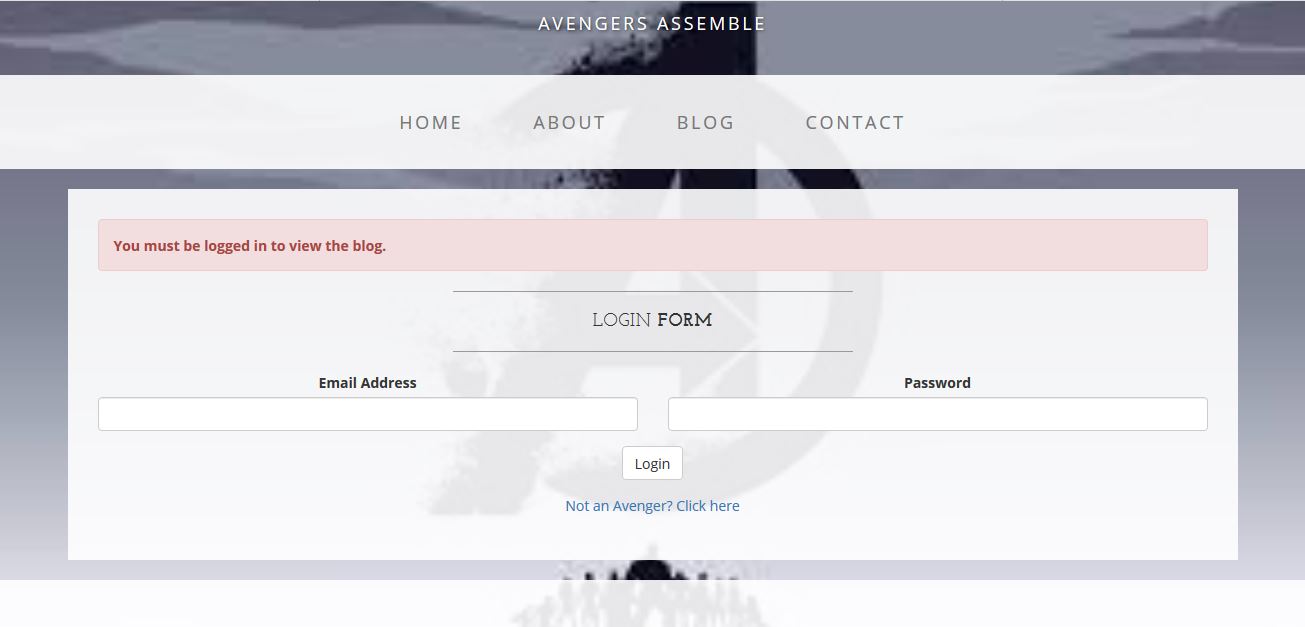 AVENGERS ASSEMBLE
HOME ABOUT BLOG CONTACT
You must be logged in to view the blog.
LOGIN FORM
Email Address Password
Login
Not an Avenger? Click here